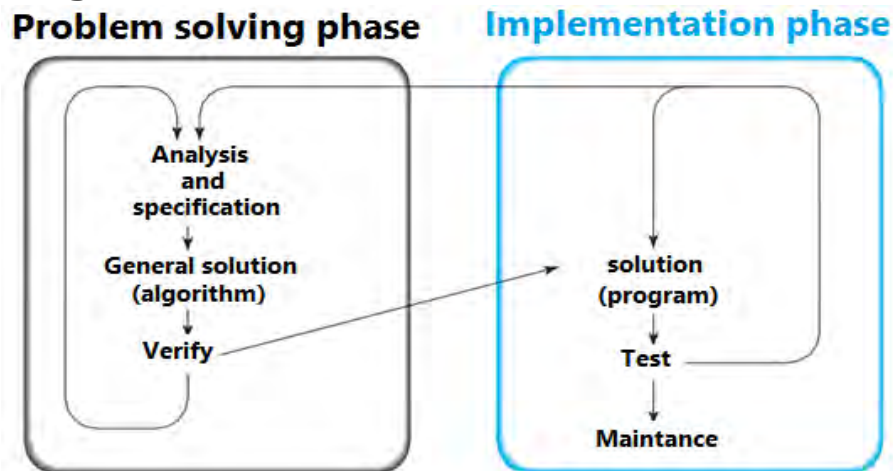 Problem solving phase
Implementation phase
Analysis
and
specification
General solution
(algorithm)
Verify
solution
(program)
Test
Maintance